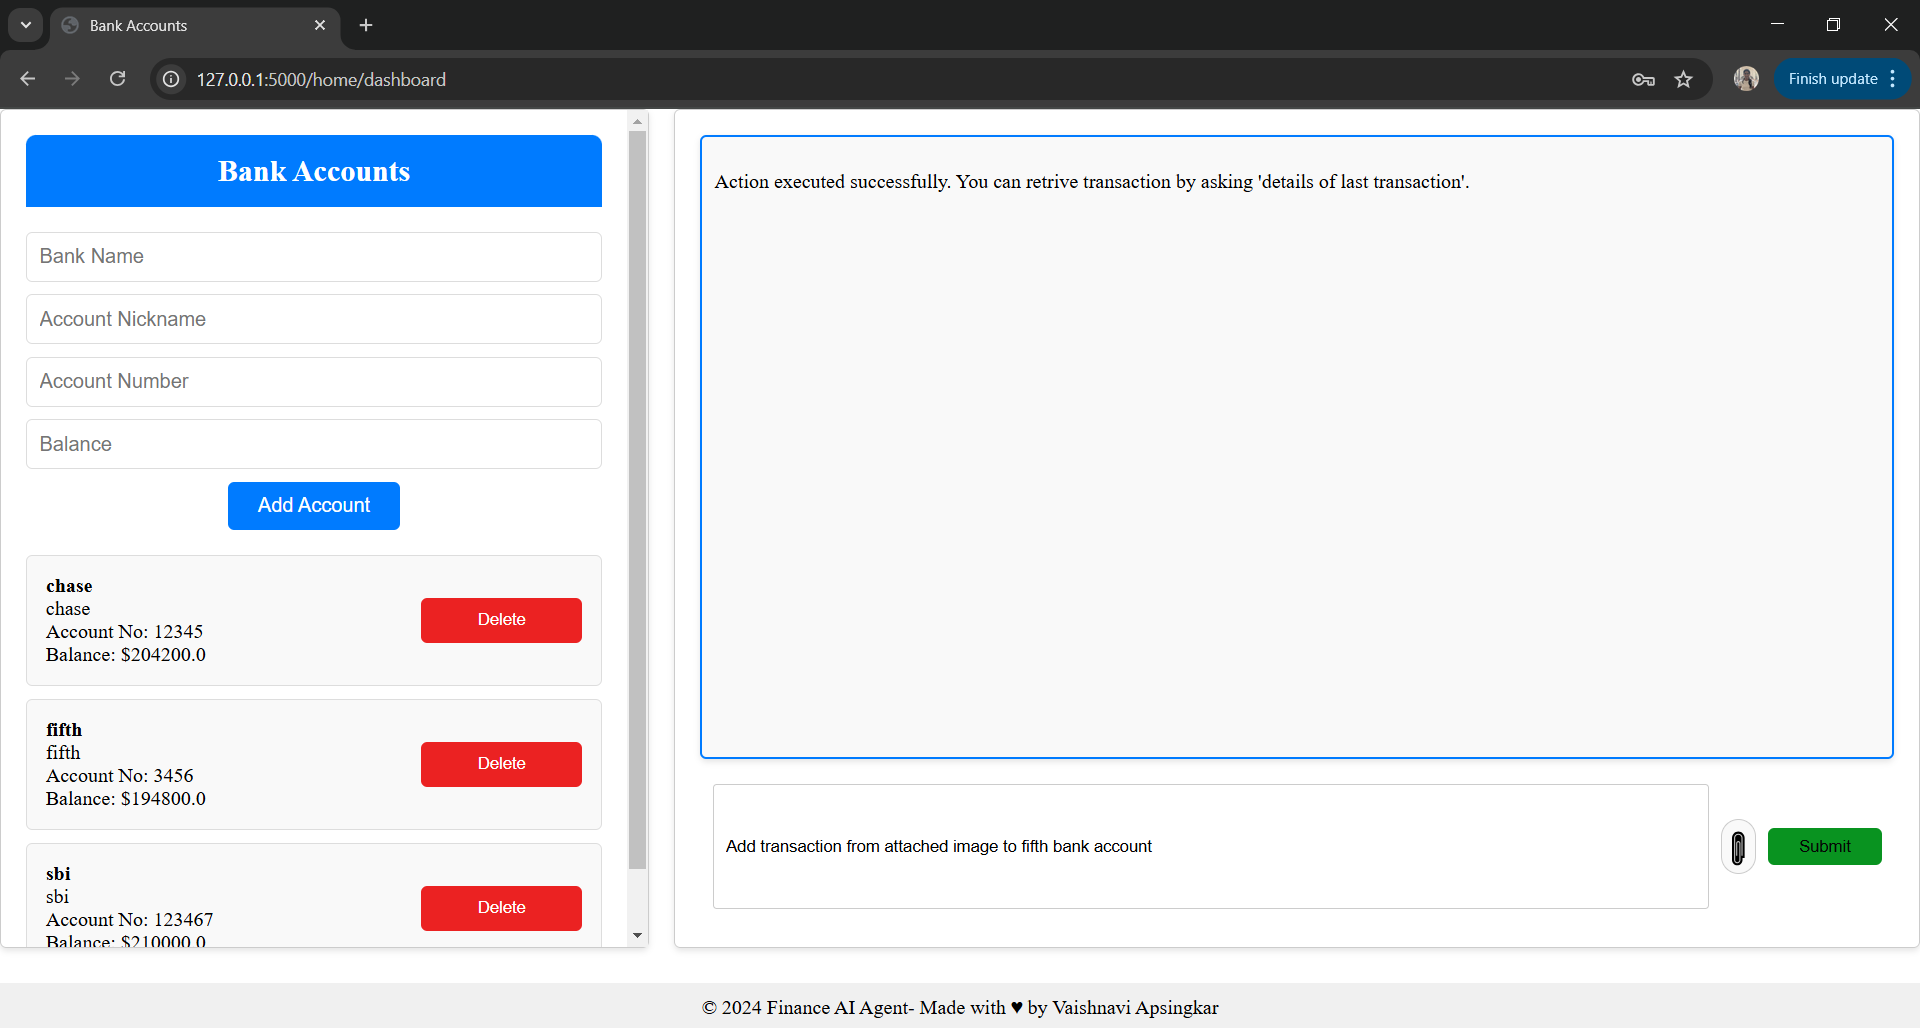 Bank Accounts
127.0.0.1:5000/home/dashboard
Finish update
Bank Accounts
Bank Name
Account Nickname
Account Number
Balance
Add Account
chase
chase
Account No: 12345
Balance: $204200.0
Delete
fifth
fifth
Account No: 3456
Balance: $194800.0
Delete
sbi
sbi
Account No: 123467
Balance: $210000.0
Delete
Action executed successfully. You can retrive transaction by asking 'details of last transaction'.
Add transaction from attached image to fifth bank account
Submit
© 2024 Finance AI Agent- Made with ♥ by Vaishnavi Apsingkar